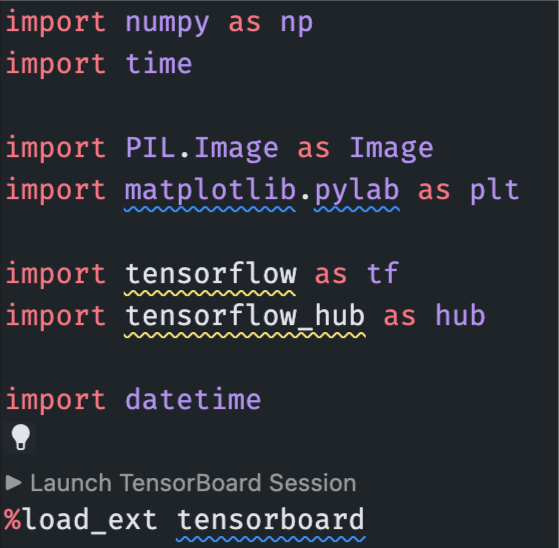 import numpy as np
import time
import PIL.Image as Image
import matplotlib.pylab as plt
import tensorflow as tf
import tensorflow_hub as hub
import datetime
Launch TensorBoard Session
%load_ext tensorboard